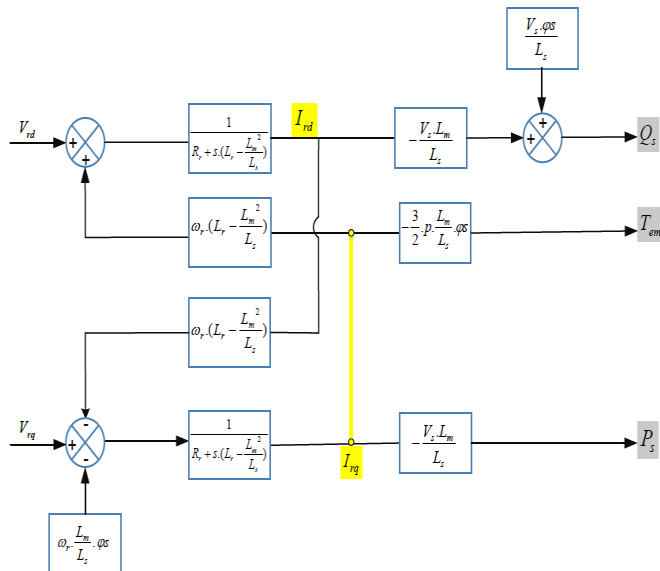 V_s.φs / L_s
V_rd
+
+
1 / R_r + s.(L_r - L_m^2 / L_s)
I_rd
- V_s.L_m / L_s
+
+
Q_s
ω_r.(L_r - L_m^2 / L_s)
- 3/2 .p. L_m / L_s .φs
T_em
ω_r.(L_r - L_m^2 / L_s)
V_rq
+
-
-
1 / R_r + s.(L_r - L_m^2 / L_s)
I_rq
- V_s.L_m / L_s
P_s
ω_r. L_m / L_s .φs